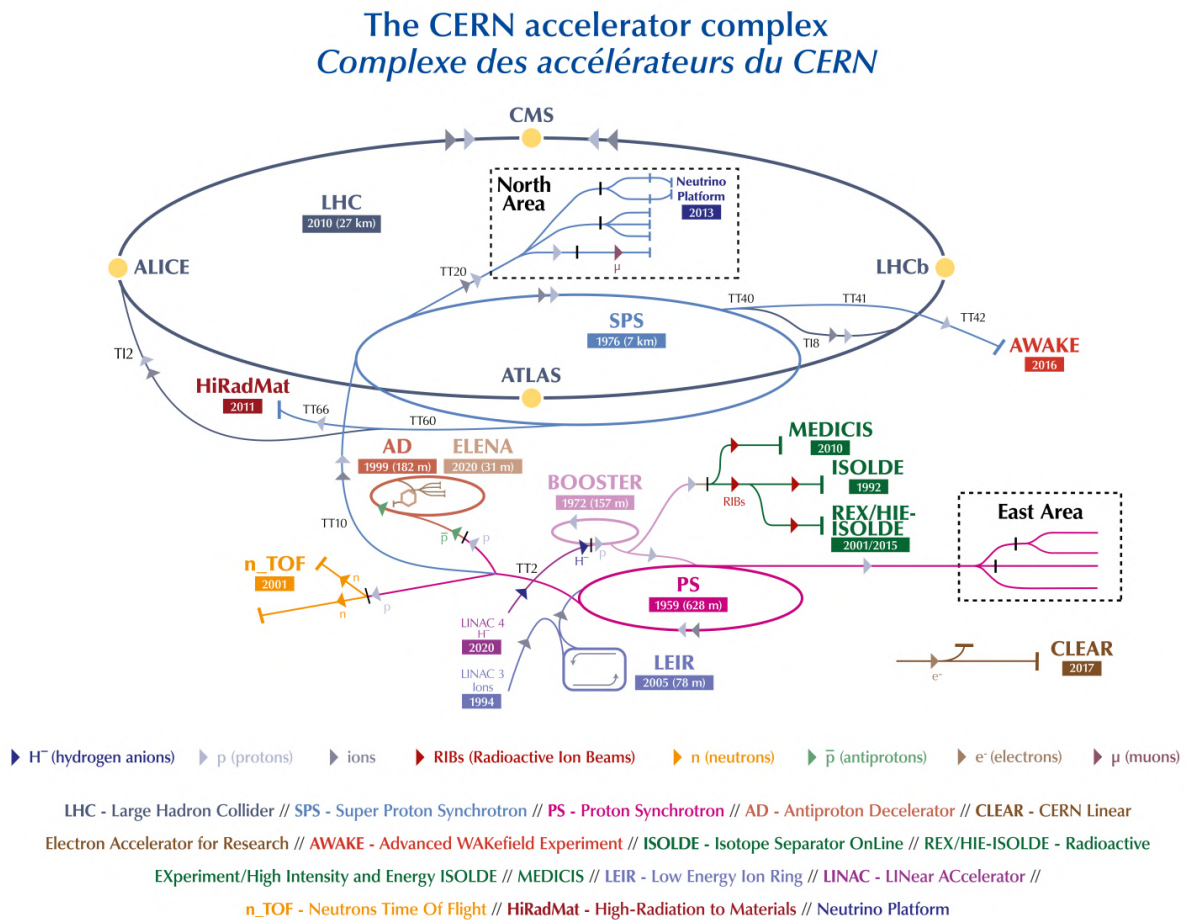 The CERN accelerator complex
Complexe des accélérateurs du CERN
CMS
North
Area
Neutrino
Platform
2013
LHC
2010 (27 km)
ALICE
LHCb
TT20
μ
TT40
TT41
TT42
SPS
1976 (7 km)
TI8
AWAKE
2016
TI2
ATLAS
HiRadMat
2011
TT66
TT60
MEDICIS
2010
AD
1999 (182 m)
ELENA
2020 (31 m)
BOOSTER
1972 (157 m)
ISOLDE
1992
RIBs
REX/HIE-
ISOLDE
2001/2015
East Area
TT10
p̅
p
H⁻
p
TT2
n_TOF
2001
n
n
p
PS
1959 (628 m)
LINAC 4
H⁻
2020
LINAC 3
Ions
1994
LEIR
2005 (78 m)
CLEAR
2017
e⁻
H⁻ (hydrogen anions) p (protons) ions RIBs (Radioactive Ion Beams) n (neutrons) p̅ (antiprotons) e⁻ (electrons) μ (muons)
LHC - Large Hadron Collider // SPS - Super Proton Synchrotron // PS - Proton Synchrotron // AD - Antiproton Decelerator // CLEAR - CERN Linear
Electron Accelerator for Research // AWAKE - Advanced WAKefield Experiment // ISOLDE - Isotope Separator OnLine // REX/HIE-ISOLDE - Radioactive
EXperiment/High Intensity and Energy ISOLDE // MEDICIS // LEIR - Low Energy Ion Ring // LINAC - LINear ACcelerator //
n_TOF - Neutrons Time Of Flight // HiRadMat - High-Radiation to Materials // Neutrino Platform